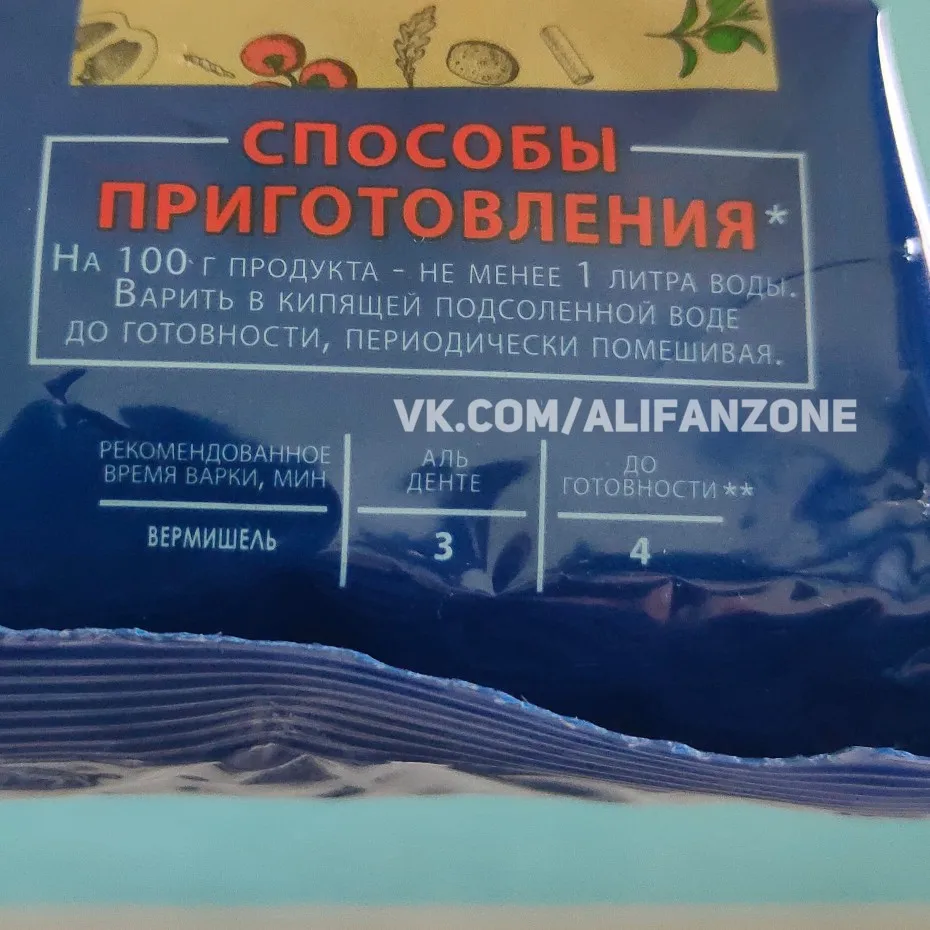 СПОСОБЫ
ПРИГОТОВЛЕНИЯ*
НА 100 Г ПРОДУКТА - НЕ МЕНЕЕ 1 ЛИТРА ВОДЫ.
ВАРИТЬ В КИПЯЩЕЙ ПОДСОЛЕННОЙ ВОДЕ
ДО ГОТОВНОСТИ, ПЕРИОДИЧЕСКИ ПОМЕШИВАЯ.
VK.COM/ALIFANZONE
РЕКОМЕНДОВАННОЕ
ВРЕМЯ ВАРКИ, МИН
АЛЬ
ДЕНТЕ
ДО
ГОТОВНОСТИ**
ВЕРМИШЕЛЬ
3
4